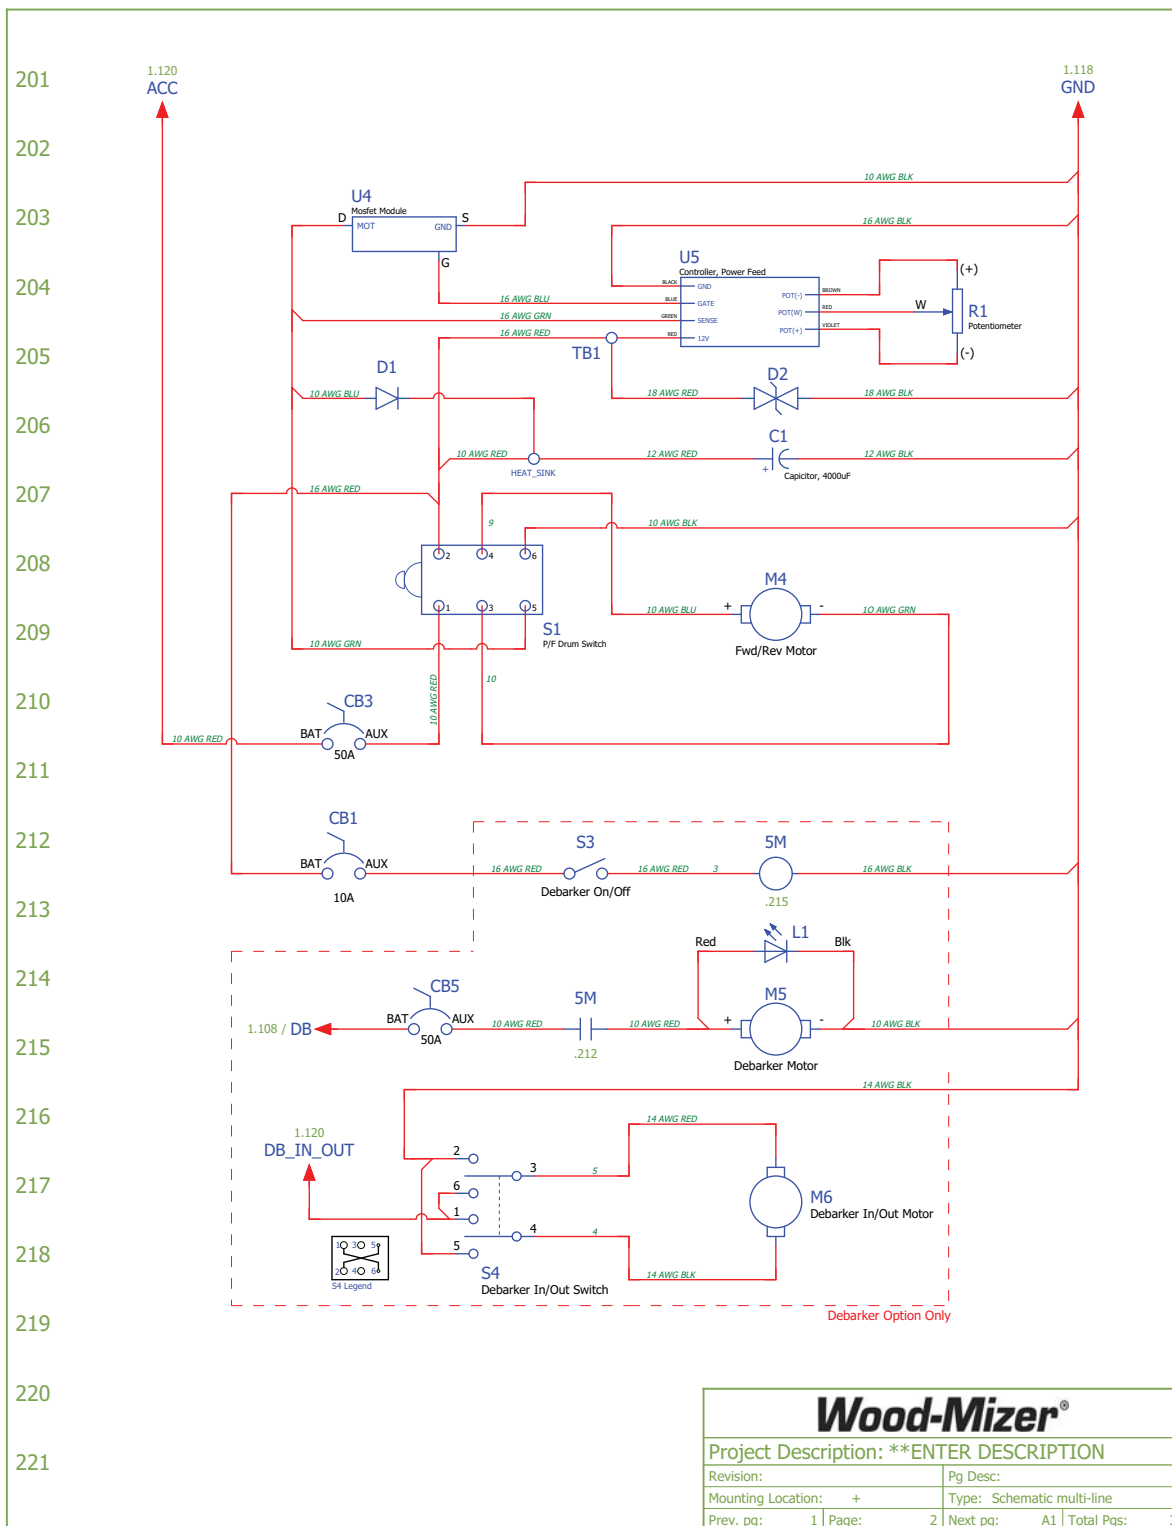 201
1.120
ACC
1.118
GND
202
10 AWG BLK
U4
Mosfet Module
203
D
MOT
GND
S
16 AWG BLK
G
U5
Controller, Power Feed
204
BLACK
GND
(+)
16 AWG BLU
BLUE
GATE
POT(-)
BROWN
16 AWG GRN
GREEN
SENSE
POT(W)
RED
W
R1
Potentiometer
16 AWG RED
RED
12V
POT(+)
VIOLET
205
TB1
(-)
D1
D2
10 AWG BLU
18 AWG RED
18 AWG BLK
206
C1
10 AWG RED
HEAT_SINK
12 AWG RED
+
12 AWG BLK
Capicitor, 4000uF
207
16 AWG RED
9
10 AWG BLK
208
2
4
6
M4
1
3
5
10 AWG BLU
+
-
10 AWG GRN
209
S1
P/F Drum Switch
Fwd/Rev Motor
10 AWG GRN
10 AWG RED
10
210
CB3
10 AWG RED
BAT
AUX
50A
211
212
CB1
S3
5M
BAT
AUX
16 AWG RED
16 AWG RED
3
16 AWG BLK
10A
Debarker On/Off
.215
213
L1
Red
Blk
214
CB5
5M
M5
1.108 / DB
BAT
AUX
10 AWG RED
10 AWG RED
+
-
10 AWG BLK
50A
215
.212
Debarker Motor
14 AWG BLK
216
1.120
DB_IN_OUT
14 AWG RED
2
3
5
217
6
M6
Debarker In/Out Motor
1
4
4
218
1 3 5
2 4 6
S4 Legend
5
S4
Debarker In/Out Switch
14 AWG BLK
219
Debarker Option Only
220
Wood-Mizer®
221
Project Description: **ENTER DESCRIPTION
Revision:
Pg Desc:
Mounting Location: +
Type: Schematic multi-line
Prev. pg: 1
Page: 2
Next pg: A1
Total Pgs: